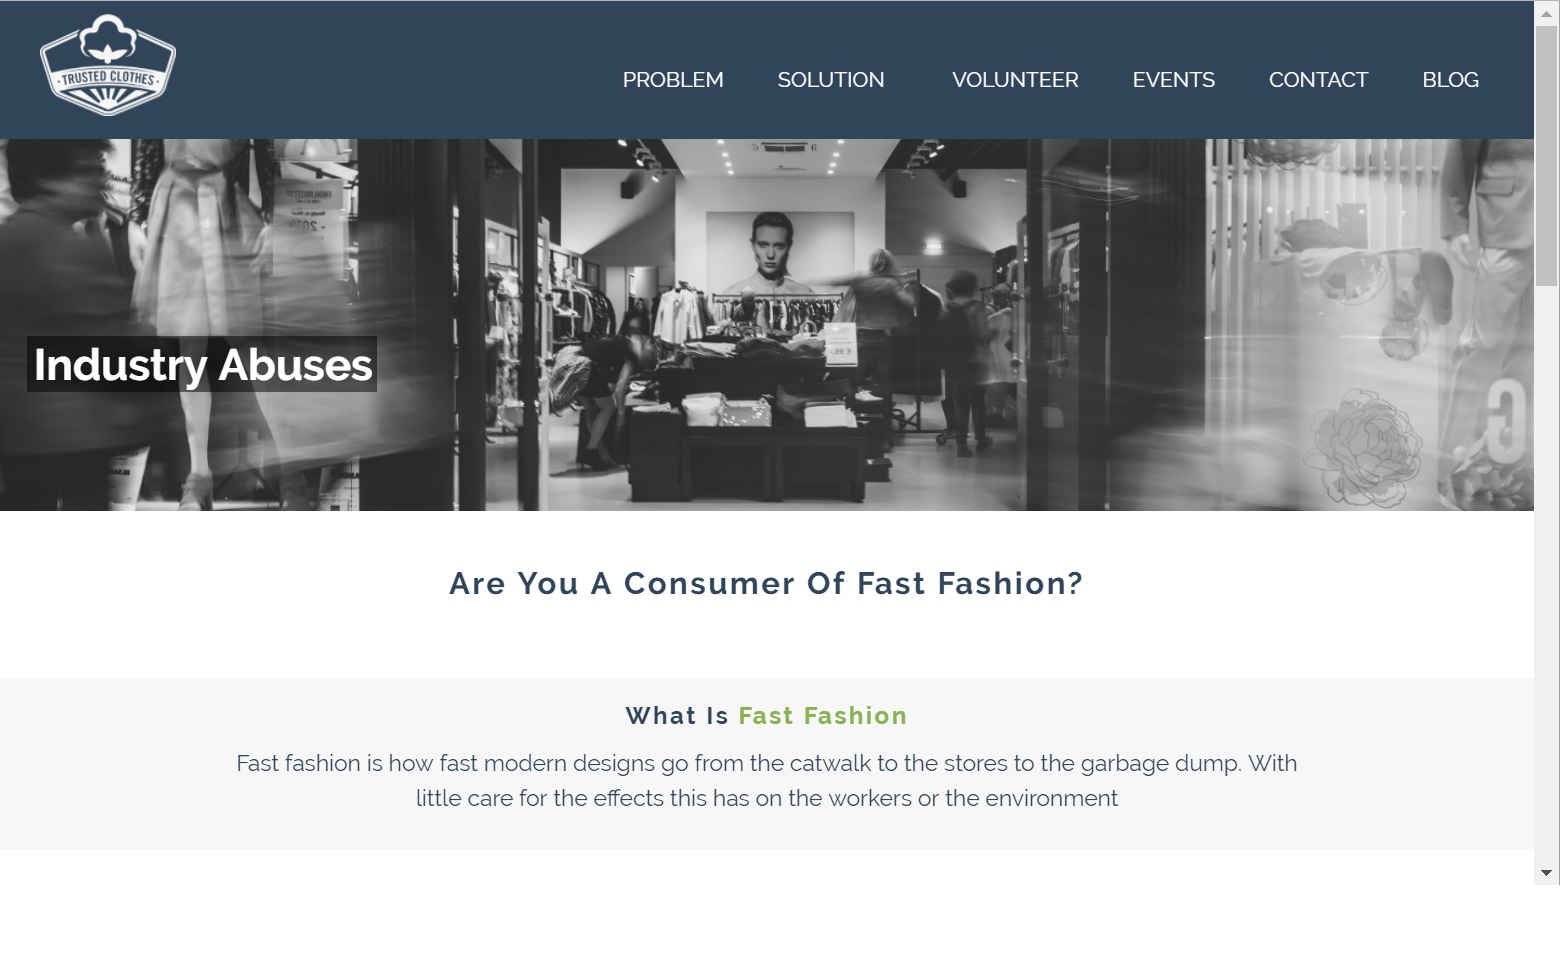 TRUSTED CLOTHES
PROBLEM SOLUTION VOLUNTEER EVENTS CONTACT BLOG
Industry Abuses
Are You A Consumer Of Fast Fashion?
What Is Fast Fashion
Fast fashion is how fast modern designs go from the catwalk to the stores to the garbage dump. With
little care for the effects this has on the workers or the environment